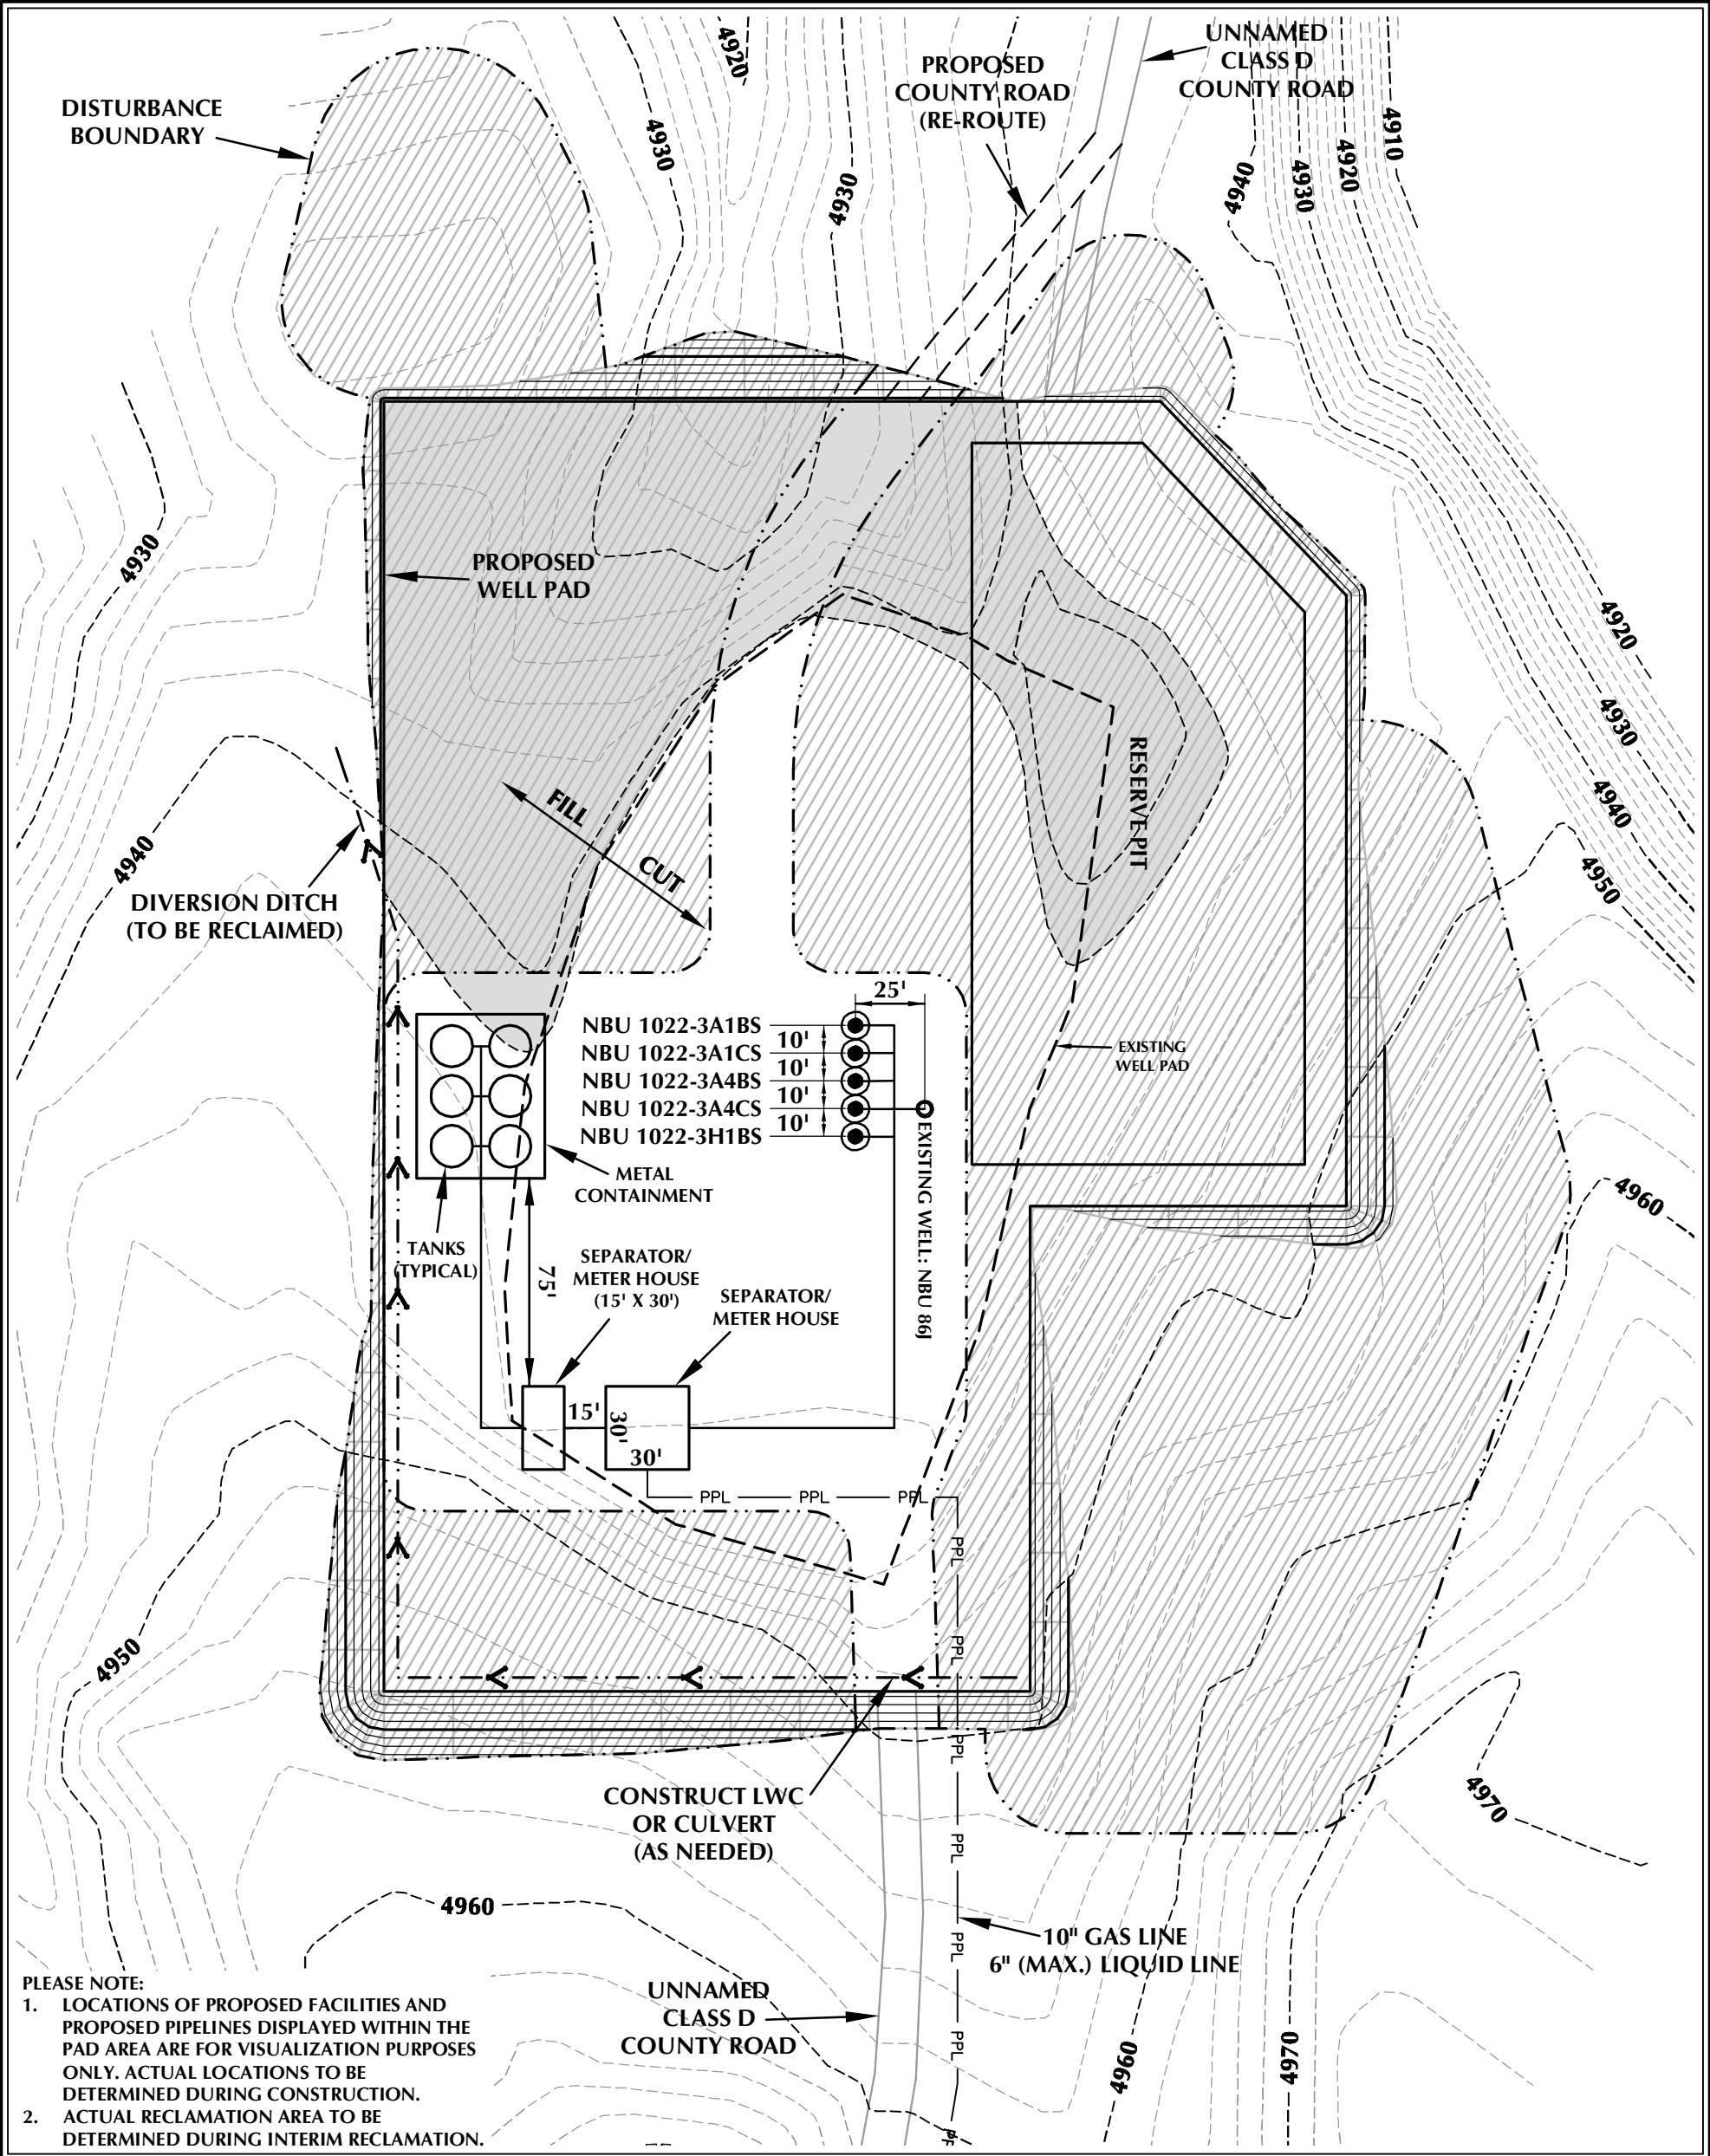 4920
UNNAMED
CLASS D
COUNTY ROAD
PROPOSED
COUNTY ROAD
(RE-ROUTE)
DISTURBANCE
BOUNDARY
4930
4930
4940
4930
4920
4910
4930
PROPOSED
WELL PAD
4920
4930
4940
4950
RESERVE PIT
FILL
CUT
4940
DIVERSION DITCH
(TO BE RECLAIMED)
25'
NBU 1022-3A1BS
10'
NBU 1022-3A1CS
10'
NBU 1022-3A4BS
10'
NBU 1022-3A4CS
10'
NBU 1022-3H1BS
EXISTING
WELL PAD
EXISTING WELL: NBU 86J
METAL
CONTAINMENT
4960
TANKS
(TYPICAL)
75'
SEPARATOR/
METER HOUSE
(15' X 30')
SEPARATOR/
METER HOUSE
15'
30'
30'
PPL
PPL
PPL
PPL
PPL
PPL
PPL
PPL
PPL
4950
4970
CONSTRUCT LWC
OR CULVERT
(AS NEEDED)
4960
10" GAS LINE
6" (MAX.) LIQUID LINE
UNNAMED
CLASS D
COUNTY ROAD
4960
4970
PLEASE NOTE:
1. LOCATIONS OF PROPOSED FACILITIES AND
PROPOSED PIPELINES DISPLAYED WITHIN THE
PAD AREA ARE FOR VISUALIZATION PURPOSES
ONLY. ACTUAL LOCATIONS TO BE
DETERMINED DURING CONSTRUCTION.
2. ACTUAL RECLAMATION AREA TO BE
DETERMINED DURING INTERIM RECLAMATION.